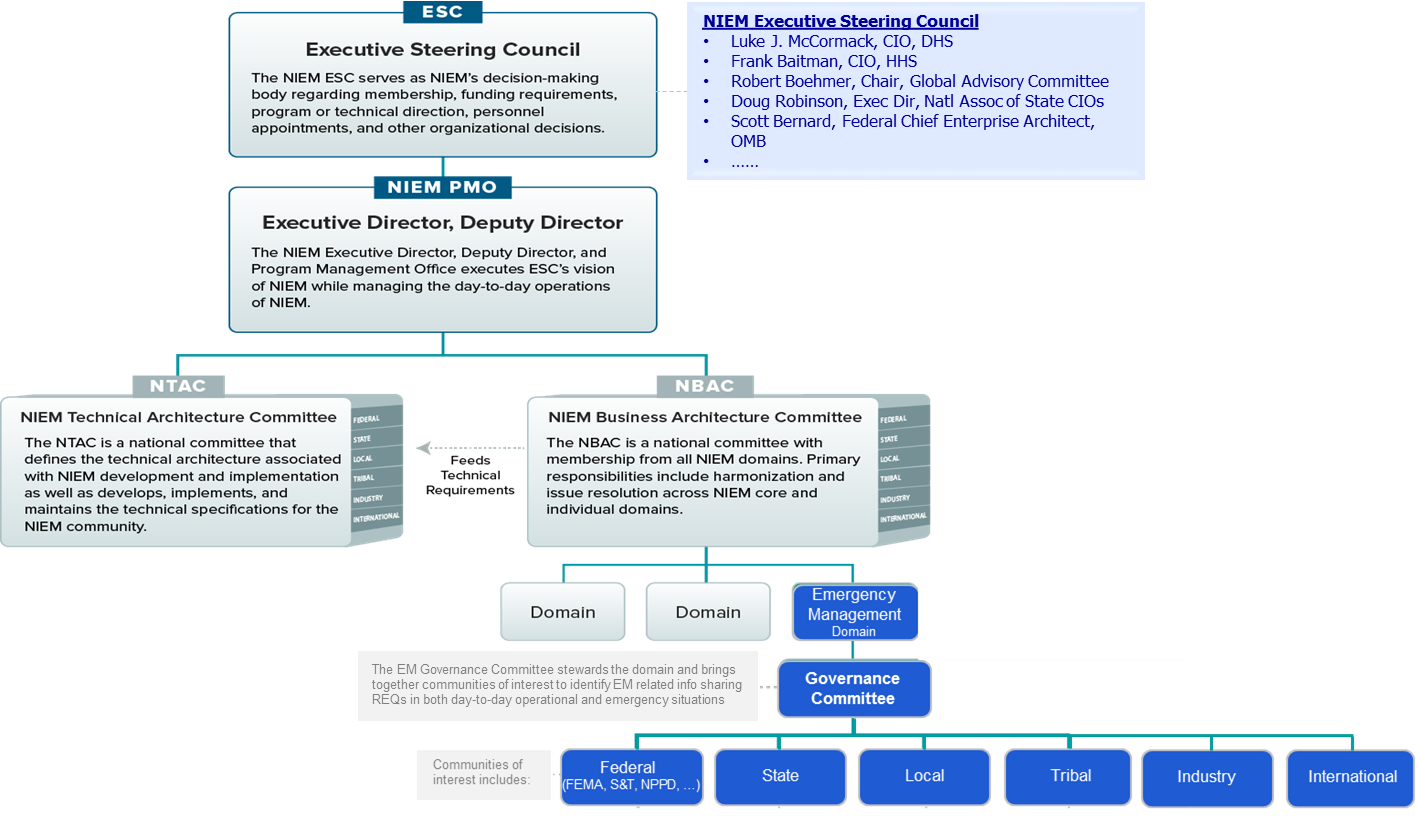 ESC
Executive Steering Council
The NIEM ESC serves as NIEM's decision-making
body regarding membership, funding requirements,
program or technical direction, personnel
appointments, and other organizational decisions.
NIEM Executive Steering Council
• Luke J. McCormack, CIO, DHS
• Frank Baitman, CIO, HHS
• Robert Boehmer, Chair, Global Advisory Committee
• Doug Robinson, Exec Dir, Natl Assoc of State CIOs
• Scott Bernard, Federal Chief Enterprise Architect,
OMB
• ......
NIEM PMO
Executive Director, Deputy Director
The NIEM Executive Director, Deputy Director, and
Program Management Office executes ESC's vision
of NIEM while managing the day-to-day operations
of NIEM.
NTAC
NIEM Technical Architecture Committee
The NTAC is a national committee that
defines the technical architecture associated
with NIEM development and implementation
as well as develops, implements, and
maintains the technical specifications for the
NIEM community.
FEDERAL
STATE
LOCAL
TRIBAL
INDUSTRY
INTERNATIONAL
Feeds
Technical
Requirements
NBAC
NIEM Business Architecture Committee
The NBAC is a national committee with
membership from all NIEM domains. Primary
responsibilities include harmonization and
issue resolution across NIEM core and
individual domains.
FEDERAL
STATE
LOCAL
TRIBAL
INDUSTRY
INTERNATIONAL
Domain
Domain
Emergency
Management
Domain
The EM Governance Committee stewards the domain and brings
together communities of interest to identify EM related info sharing
REQs in both day-to-day operational and emergency situations
Governance
Committee
Communities of
interest includes:
Federal
(FEMA, S&T, NPPD, ...)
State
Local
Tribal
Industry
International